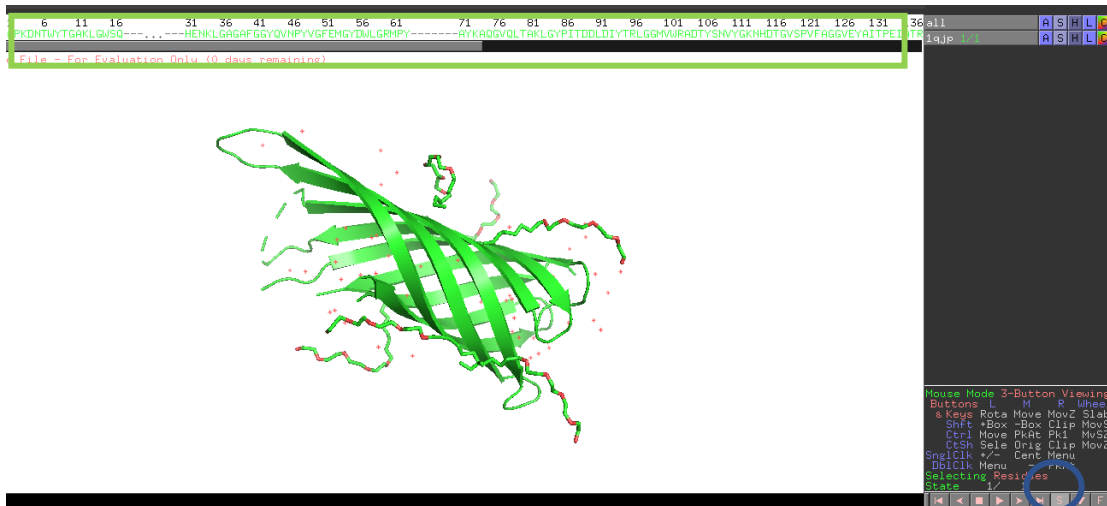 6 11 16 31 36 41 46 51 56 61 71 76 81 86 91 96 101 106 111 116 121 126 131 136
PKDNTWYTGAKLGWSQ---...---HENKLGAGAFGGYQVNPYVGFEMGYDWLGRMPY-------AYKAQGVQLTAKLGYPITDDLDIYTRLGGMVWRADTYSNVYGKNHDTGVSPVFAGGVEYAITPEIATR
File - For Evaluation Only (0 days remaining)
all A S H L C
1qjp 1/1 A S H L C
Mouse Mode 3-Button Viewing
Buttons L M R Wheel
& Keys Rota Move MovZ Slab
Shft +Box -Box Clip MovS
Ctrl Move PkAt Pk1 MvSZ
CtSh Sele Orig Clip MovZ
SnglClk +/- Cent Menu
DblClk Menu - PkAt
Selecting Residues
State 1/
S F